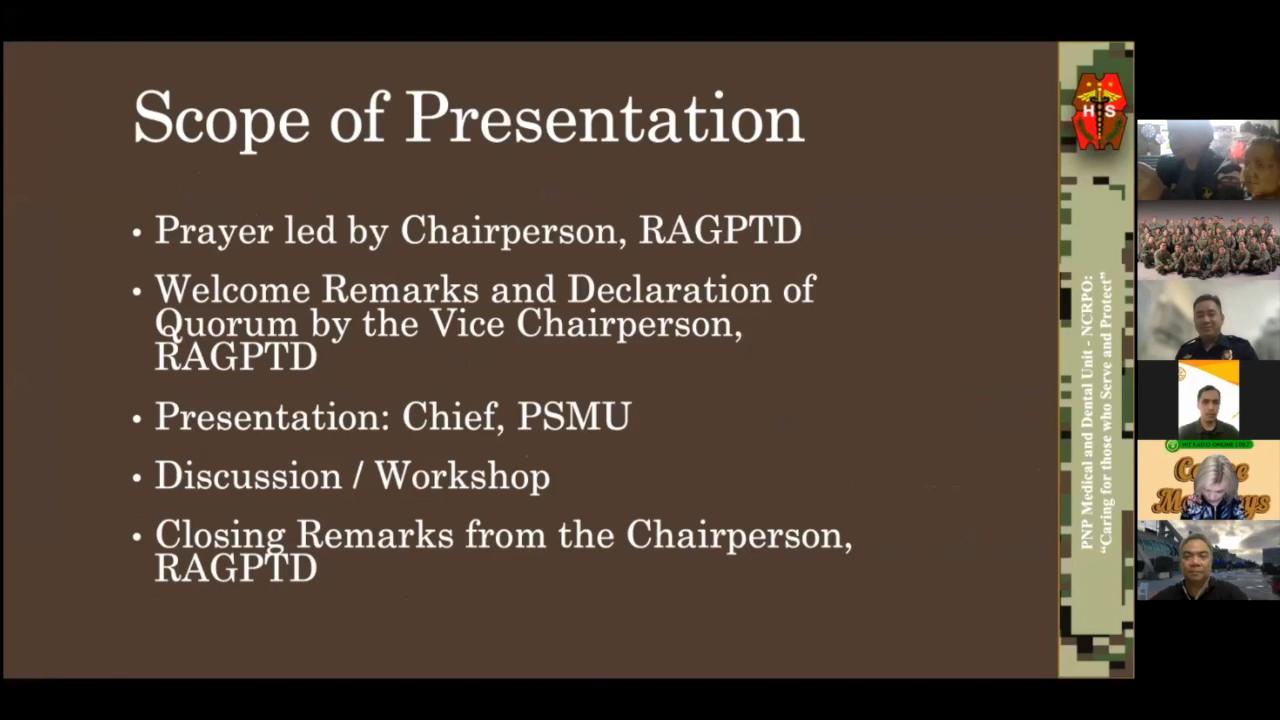 Scope of Presentation
• Prayer led by Chairperson, RAGPTD
• Welcome Remarks and Declaration of
Quorum by the Vice Chairperson,
RAGPTD
• Presentation: Chief, PSMU
• Discussion / Workshop
• Closing Remarks from the Chairperson,
RAGPTD
H S
PNP Medical and Dental Unit - NCRPO:
“Caring for those who Serve and Protect”